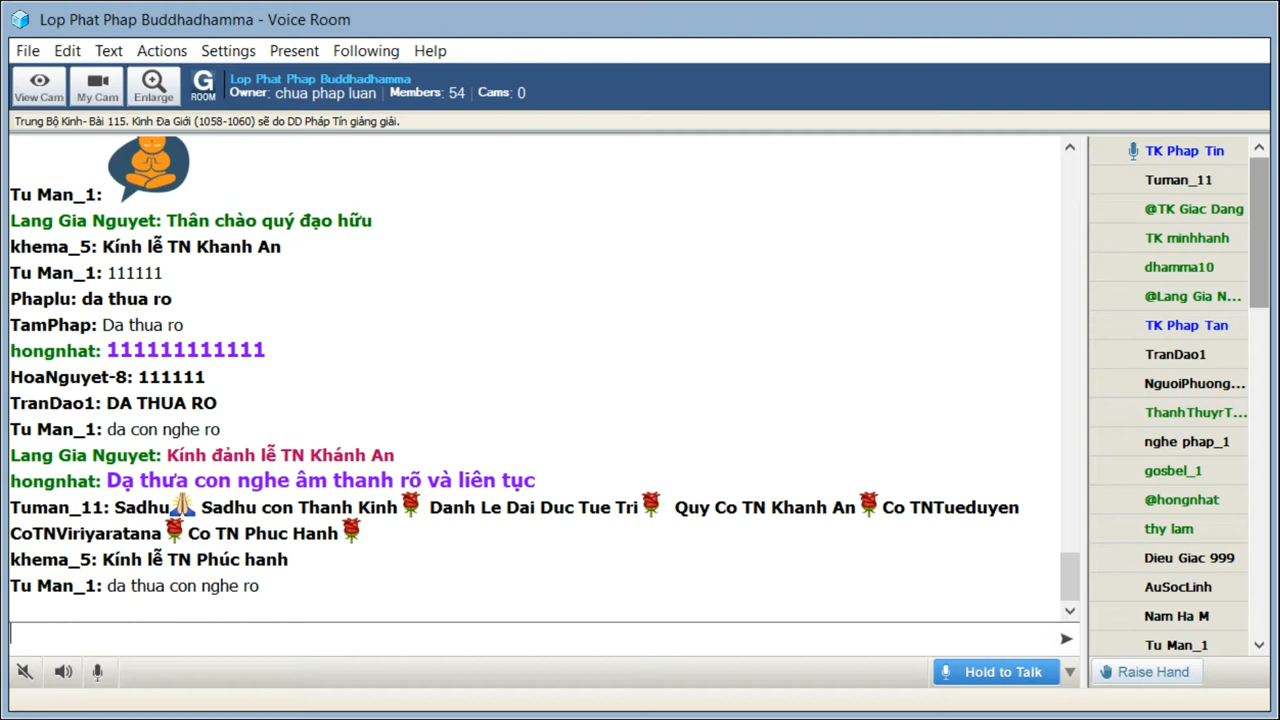 Lop Phat Phap Buddhadhamma - Voice Room
File Edit Text Actions Settings Present Following Help
View Cam My Cam Enlarge G ROOM
Lop Phat Phap Buddhadhamma
Owner: chua phap luan | Members: 54 | Cams: 0
Trung Bộ Kinh- Bài 115. Kinh Đa Giới (1058-1060) sẽ do DD Pháp Tín giảng giải.
Tu Man_1:
Lang Gia Nguyet: Thân chào quý đạo hữu
khema_5: Kính lễ TN Khanh An
Tu Man_1: 111111
Phaplu: da thua ro
TamPhap: Da thua ro
hongnhat: 111111111111
HoaNguyet-8: 111111
TranDao1: DA THUA RO
Tu Man_1: da con nghe ro
Lang Gia Nguyet: Kính đảnh lễ TN Khánh An
hongnhat: Dạ thưa con nghe âm thanh rõ và liên tục
Tuman_11: Sadhu🙏 Sadhu con Thanh Kinh🌹 Danh Le Dai Duc Tue Tri🌹 Quy Co TN Khanh An🌹Co TNTueduyen
CoTNViriyaratana🌹Co TN Phuc Hanh🌹
khema_5: Kính lễ TN Phúc hanh
Tu Man_1: da thua con nghe ro
TK Phap Tin
Tuman_11
@TK Giac Dang
TK minhhanh
dhamma10
@Lang Gia N...
TK Phap Tan
TranDao1
NguoiPhuong...
ThanhThuyrT...
nghe phap_1
gosbel_1
@hongnhat
thy lam
Dieu Giac 999
AuSocLinh
Nam Ha M
Tu Man_1
Hold to Talk
Raise Hand